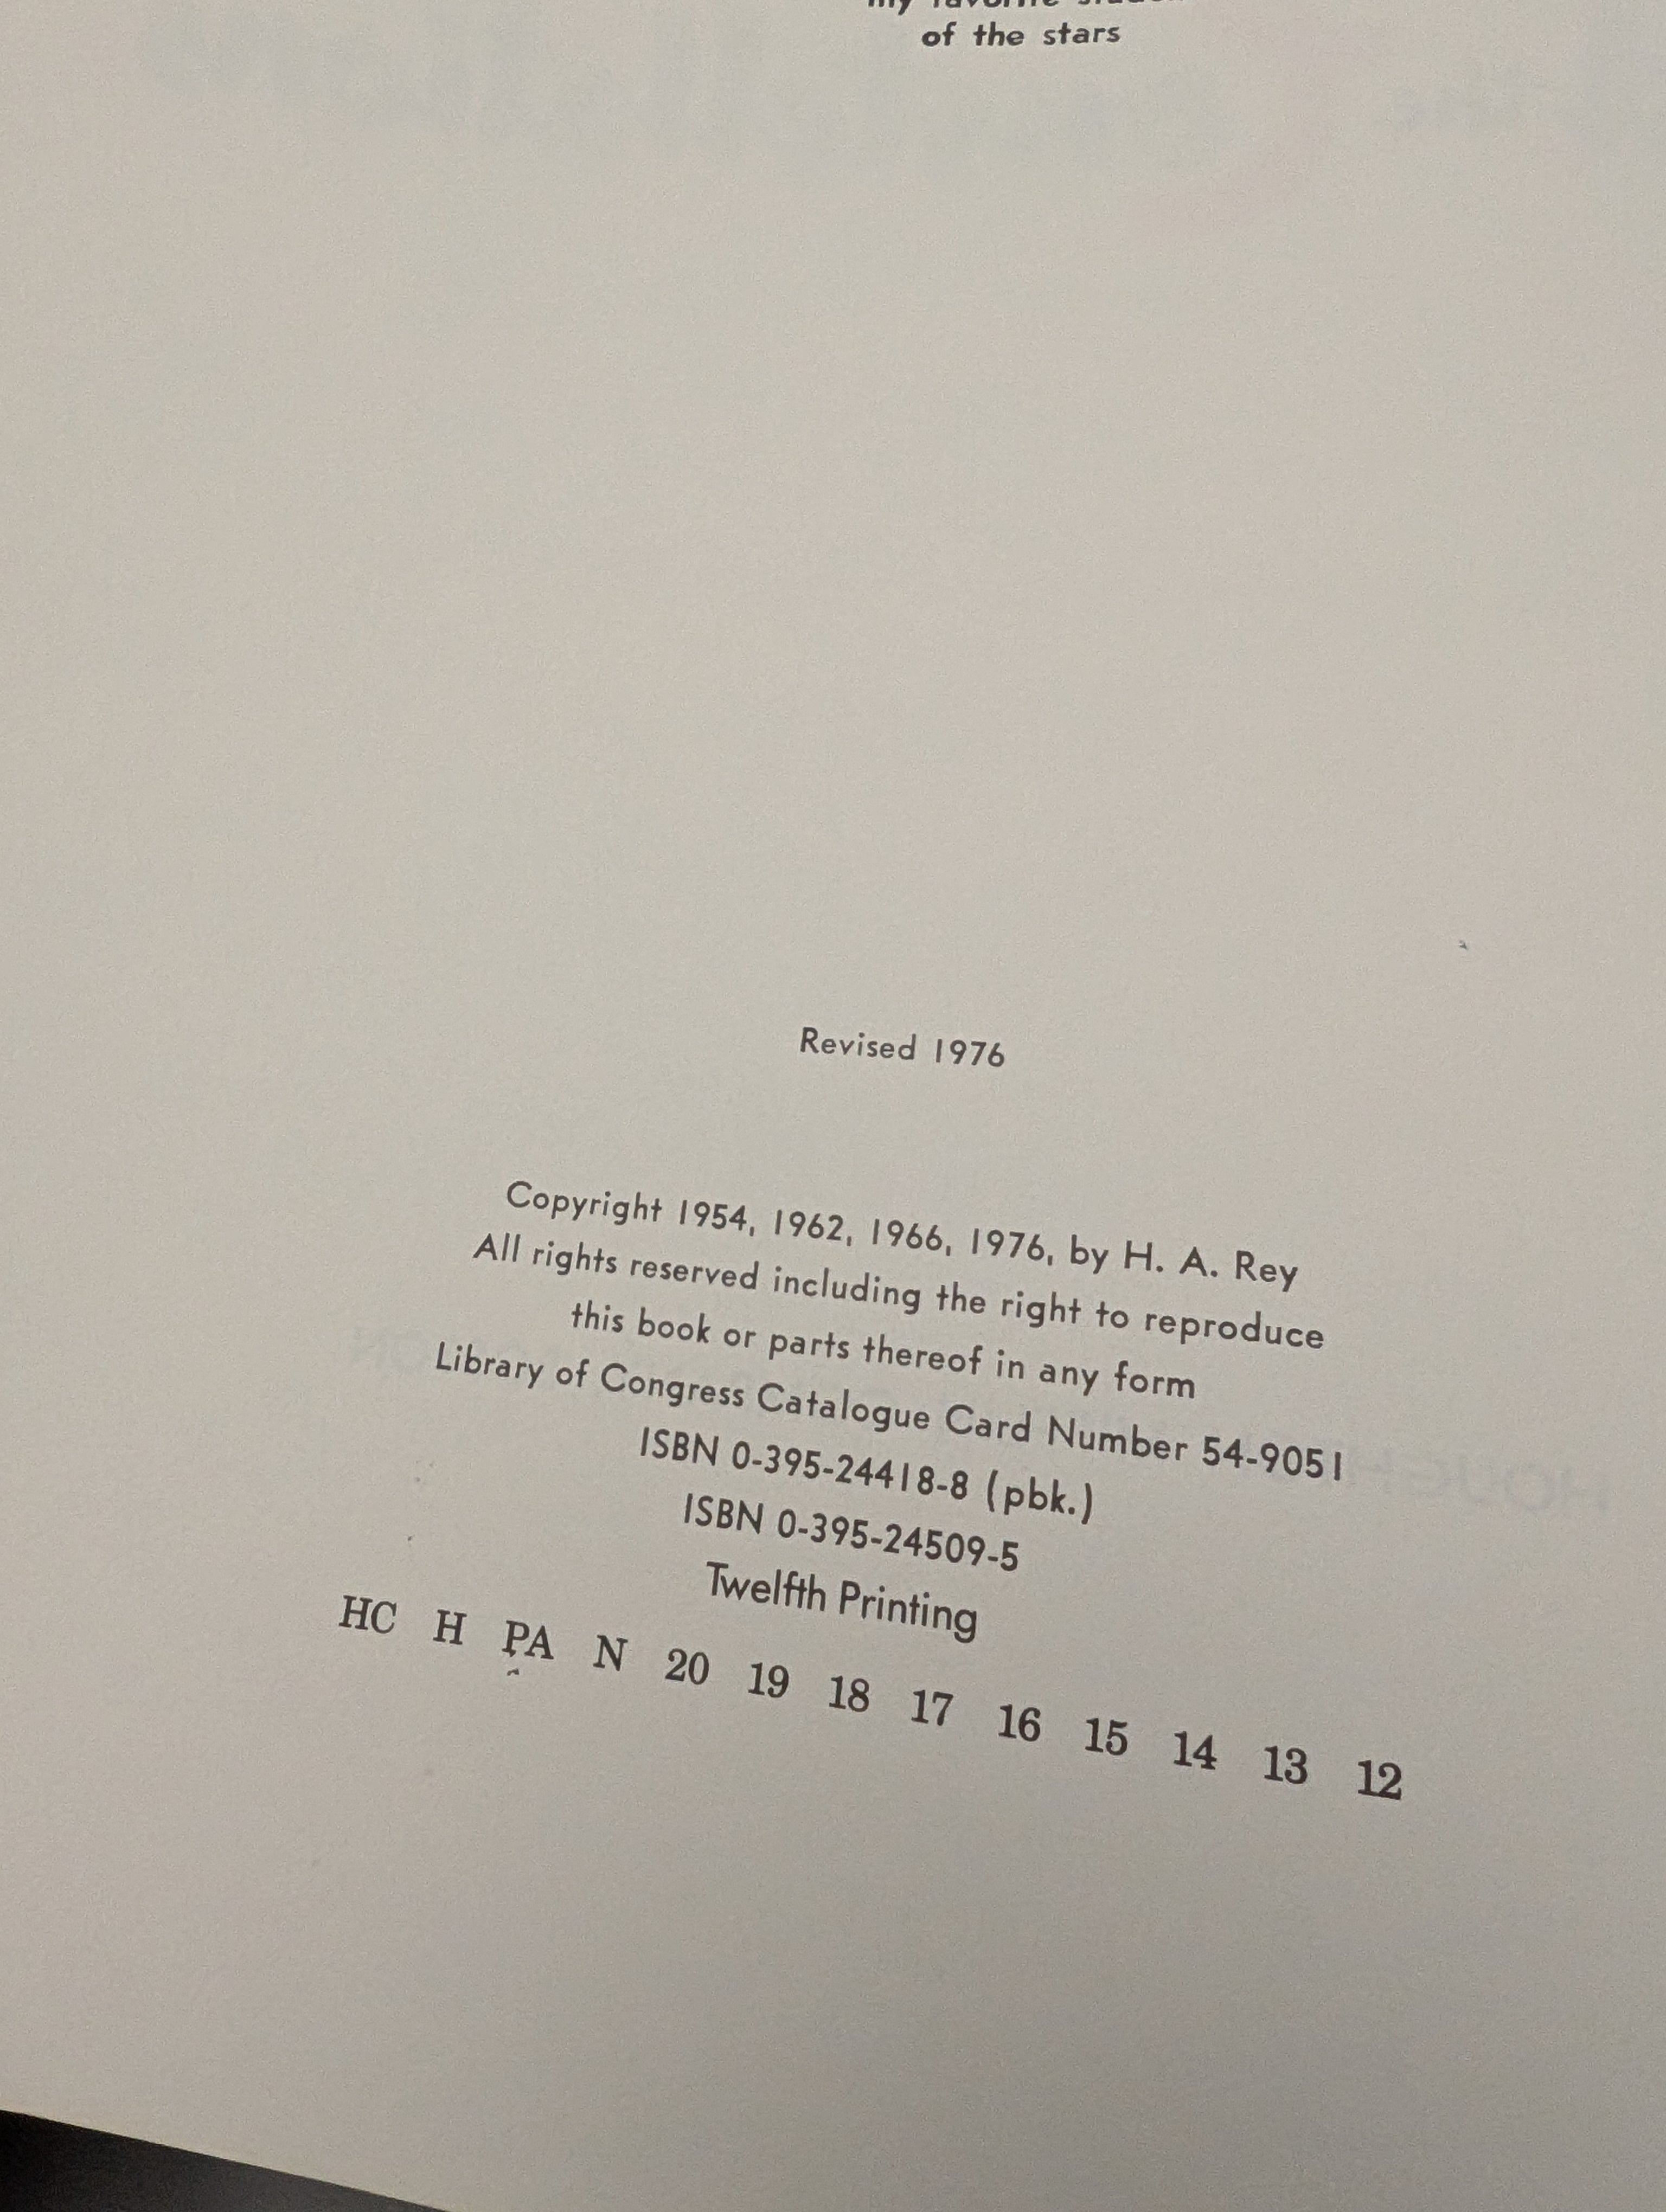 my favorite
of the stars
Revised 1976
Copyright 1954, 1962, 1966, 1976, by H. A. Rey
All rights reserved including the right to reproduce
this book or parts thereof in any form
Library of Congress Catalogue Card Number 54-9051
ISBN 0-395-24418-8 (pbk.)
ISBN 0-395-24509-5
Twelfth Printing
HC H PA N 20 19 18 17 16 15 14 13 12